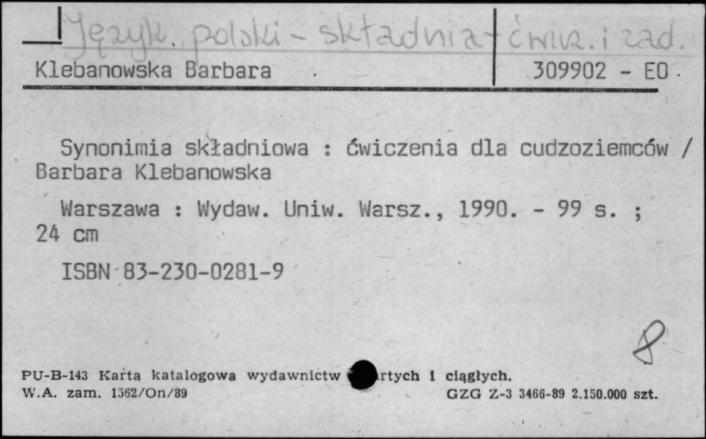 Język. polski - składnia - ćwicz. i zad.
Klebanowska Barbara 309902 - EO
Synonimia składniowa : ćwiczenia dla cudzoziemców /
Barbara Klebanowska
Warszawa : Wydaw. Uniw. Warsz., 1990. - 99 s. ;
24 cm
ISBN 83-230-0281-9
8
PU-B-143 Karta katalogowa wydawnictw rtych i ciągłych.
W.A. zam. 1562/On/89 GZG Z-3 3466-89 2.150.000 szt.